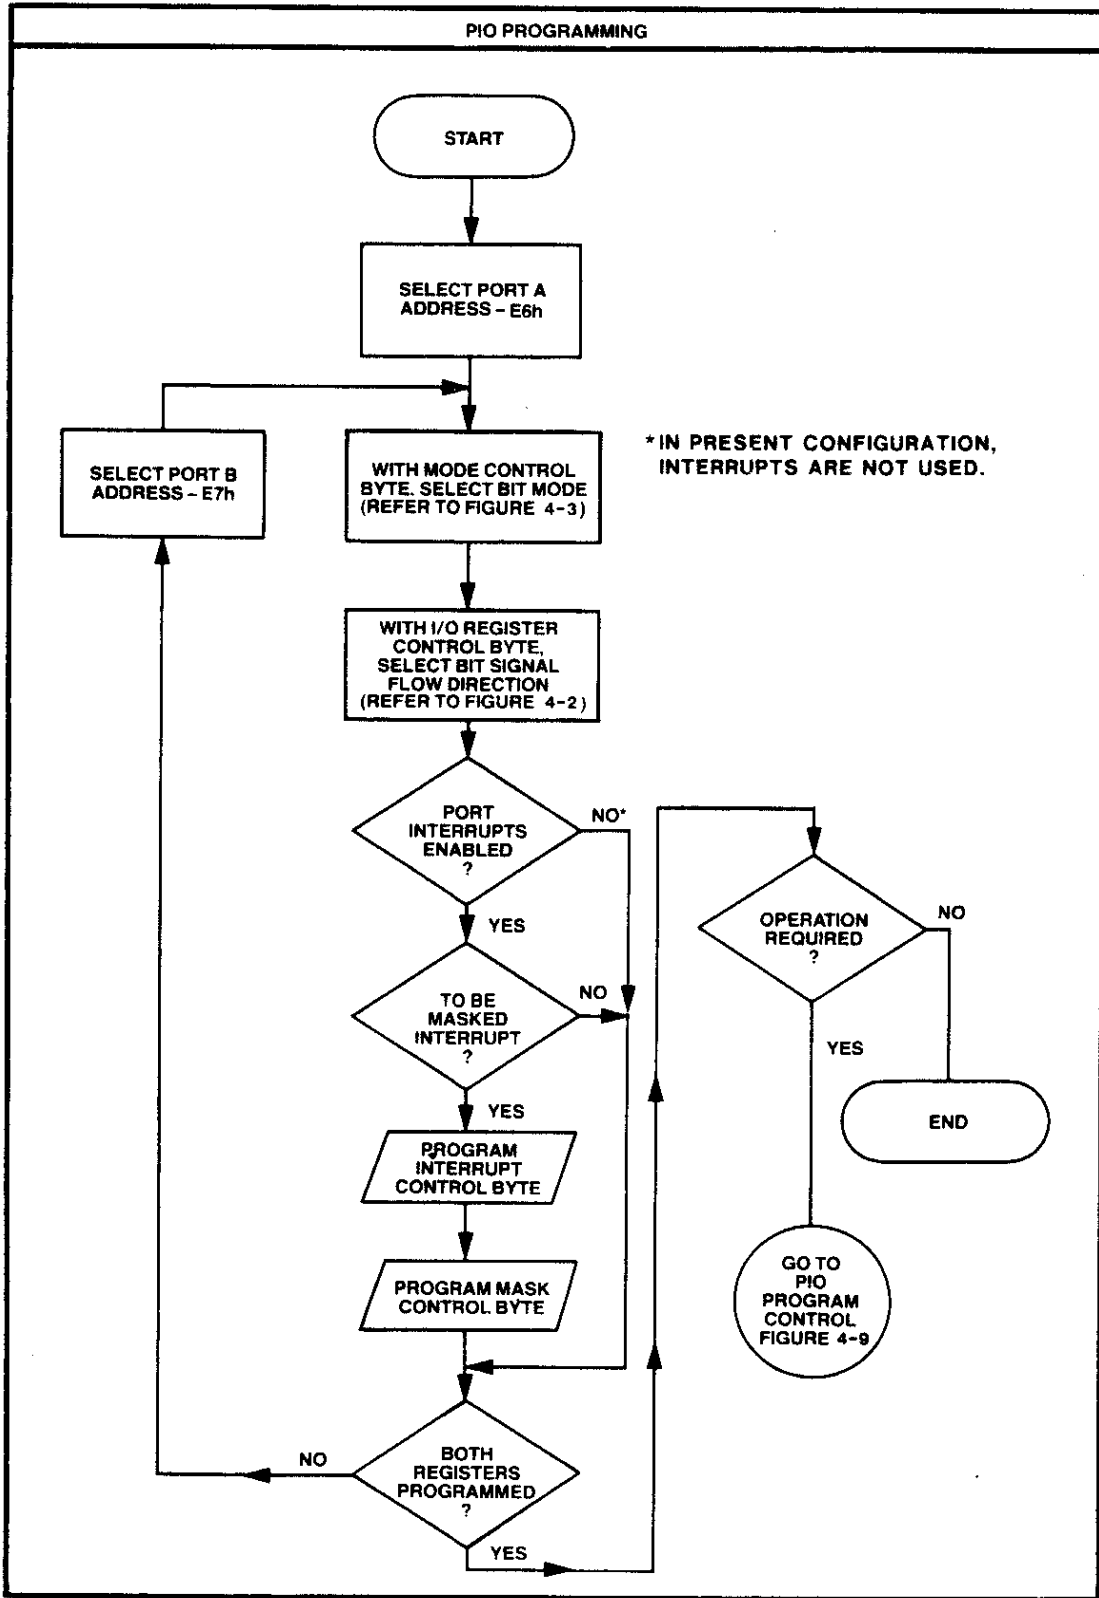 PIO PROGRAMMING
START
SELECT PORT A
ADDRESS – E6h
SELECT PORT B
ADDRESS – E7h
WITH MODE CONTROL
BYTE. SELECT BIT MODE
(REFER TO FIGURE 4-3)
*IN PRESENT CONFIGURATION,
INTERRUPTS ARE NOT USED.
WITH I/O REGISTER
CONTROL BYTE,
SELECT BIT SIGNAL
FLOW DIRECTION
(REFER TO FIGURE 4-2)
PORT
INTERRUPTS
ENABLED
?
NO*
YES
TO BE
MASKED
INTERRUPT
?
NO
YES
PROGRAM
INTERRUPT
CONTROL BYTE
PROGRAM MASK
CONTROL BYTE
BOTH
REGISTERS
PROGRAMMED
?
NO
YES
OPERATION
REQUIRED
?
NO
YES
END
GO TO
PIO
PROGRAM
CONTROL
FIGURE 4-9